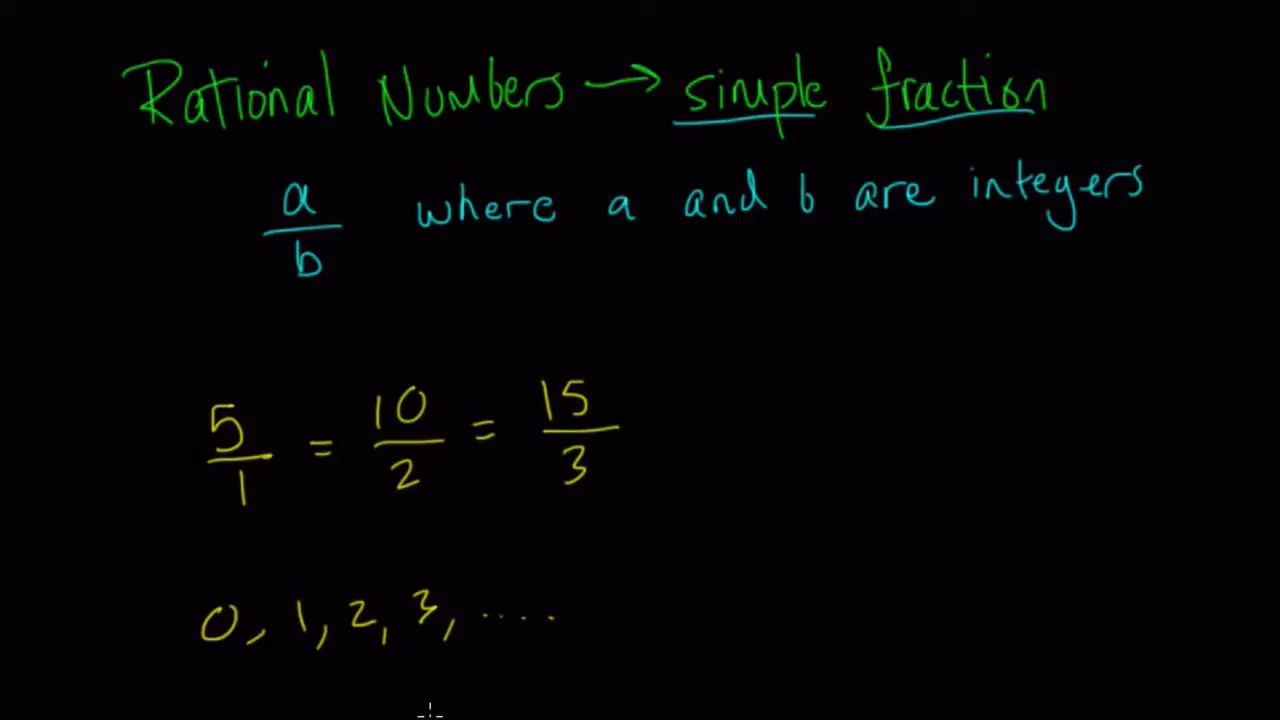 Rational Numbers → simple fraction
a/b where a and b are integers
5/1 = 10/2 = 15/3
0, 1, 2, 3, ....